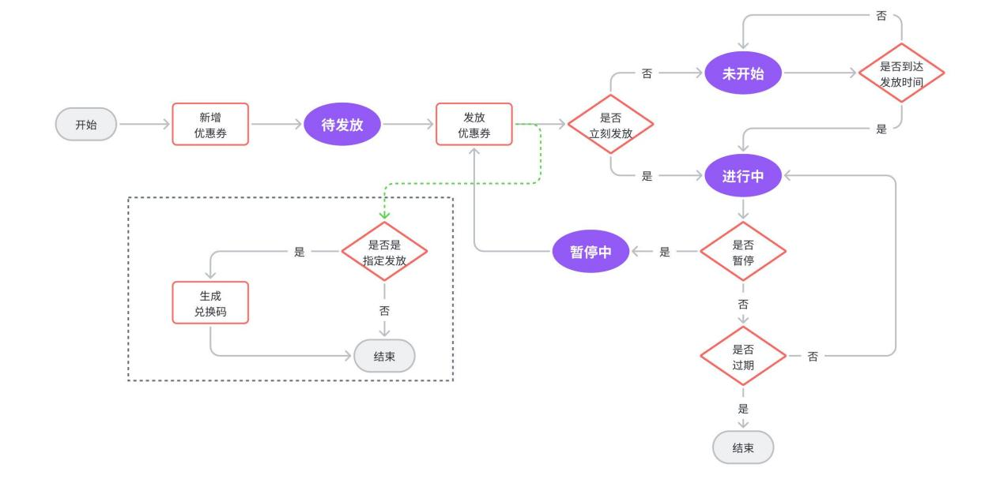 否
未开始
是否到达
发放时间
否
开始
新增
优惠券
待发放
发放
优惠券
是否
立刻发放
是
是
进行中
是否是
指定发放
是
暂停中
是
是否
暂停
生成
兑换码
否
否
结束
是否
过期
否
是
结束